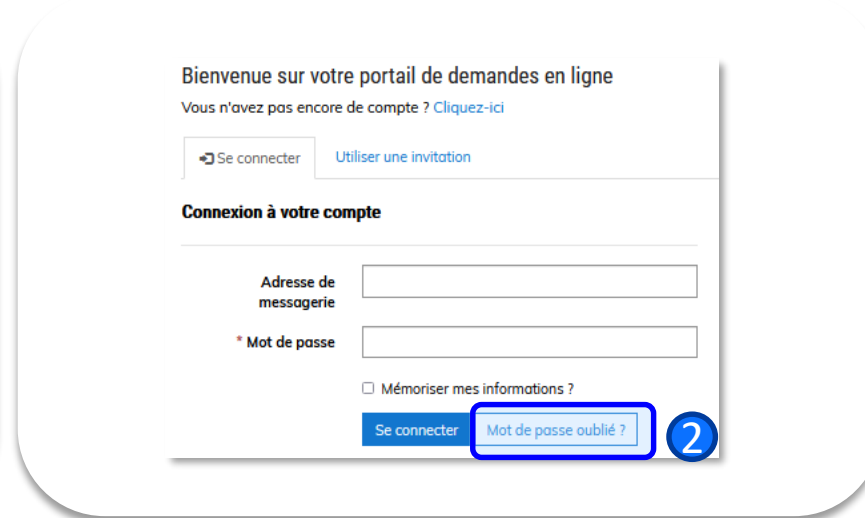 Bienvenue sur votre portail de demandes en ligne
Vous n'avez pas encore de compte ? Cliquez-ici
Se connecter Utiliser une invitation
Connexion à votre compte
Adresse de
messagerie
* Mot de passe
Mémoriser mes informations ?
Se connecter Mot de passe oublié ? 2